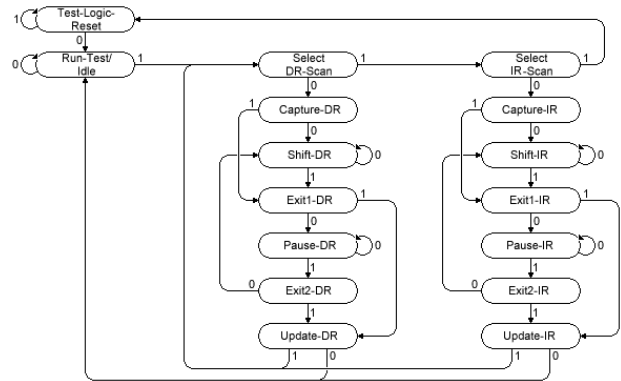 Test-Logic-
Reset
1
0
Run-Test/
Idle
0
1
Select
DR-Scan
1
Select
IR-Scan
1
0
0
Capture-DR
1
0
Capture-IR
1
0
Shift-DR
0
1
Shift-IR
0
1
Exit1-DR
1
0
Exit1-IR
1
0
Pause-DR
0
1
Pause-IR
0
1
Exit2-DR
0
1
Exit2-IR
0
1
Update-DR
1
0
Update-IR
1
0